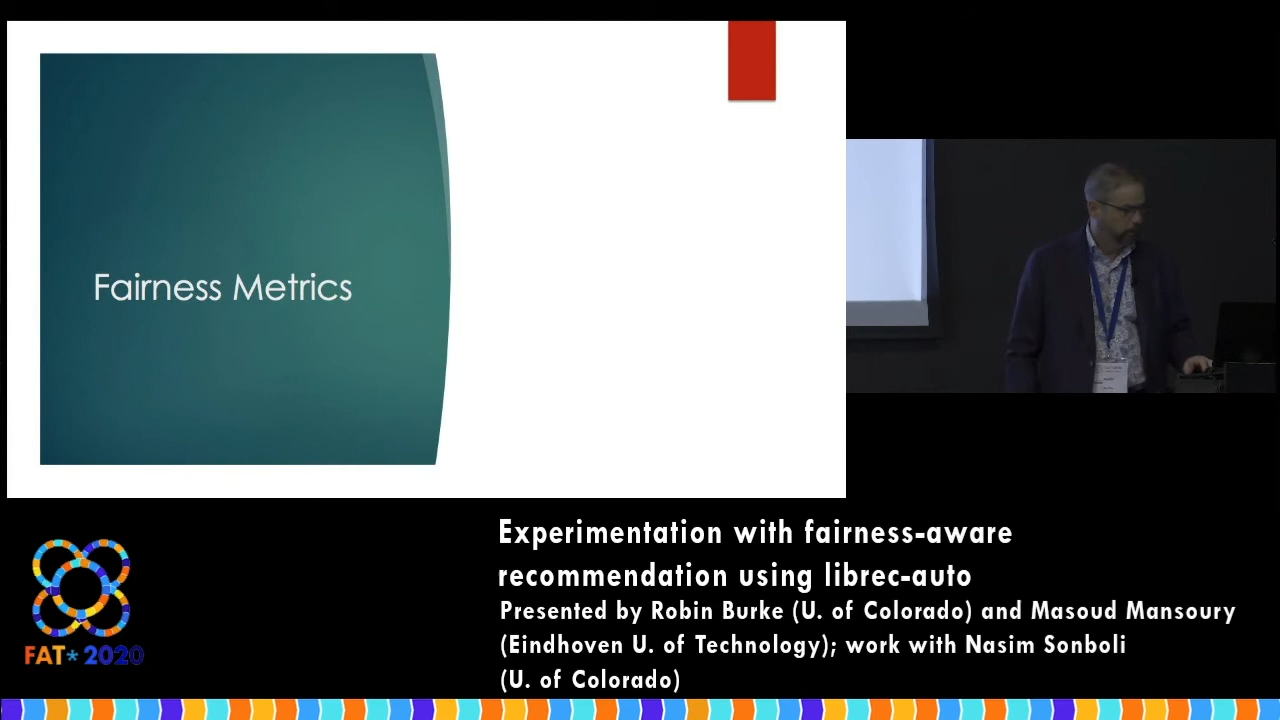 Fairness Metrics
Experimentation with fairness-aware
recommendation using librec-auto
Presented by Robin Burke (U. of Colorado) and Masoud Mansoury
(Eindhoven U. of Technology); work with Nasim Sonboli
(U. of Colorado)
FAT* 2020